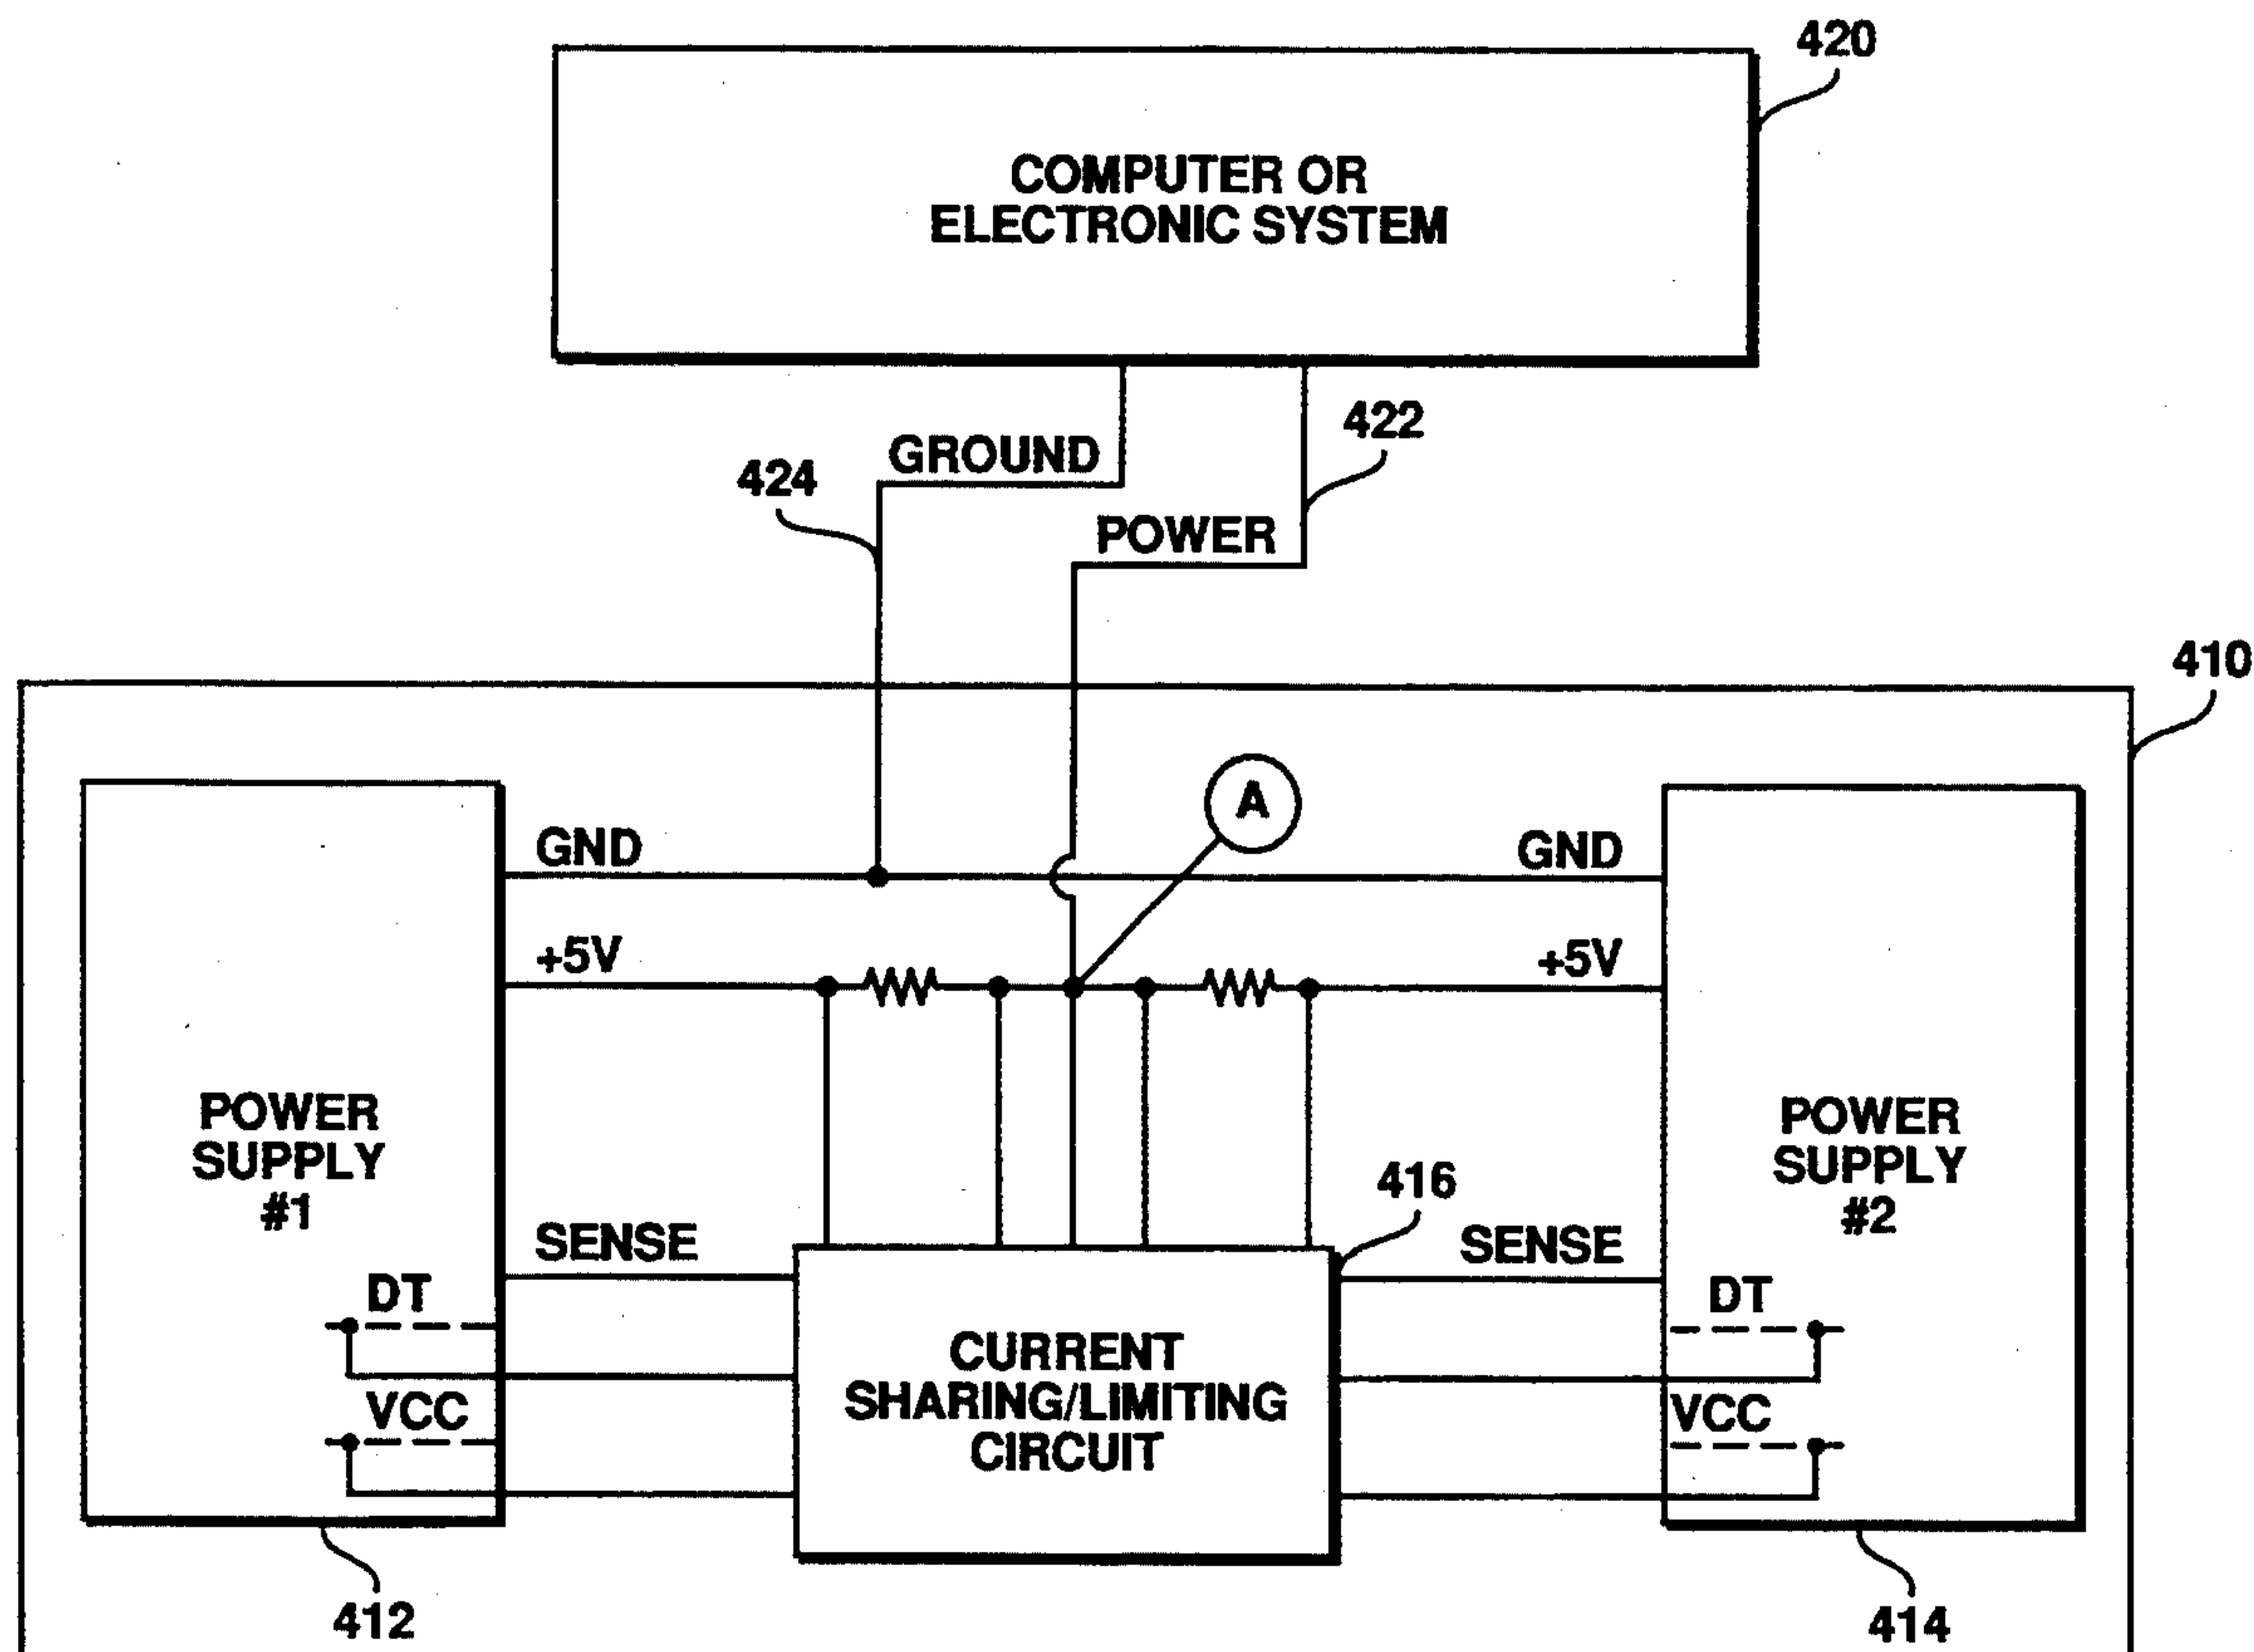 420
COMPUTER OR
ELECTRONIC SYSTEM
422
GROUND
424
POWER
410
A
GND
GND
+5V
+5V
POWER
SUPPLY
#1
POWER
SUPPLY
#2
416
SENSE
SENSE
DT
DT
CURRENT
SHARING/LIMITING
CIRCUIT
VCC
VCC
412
414